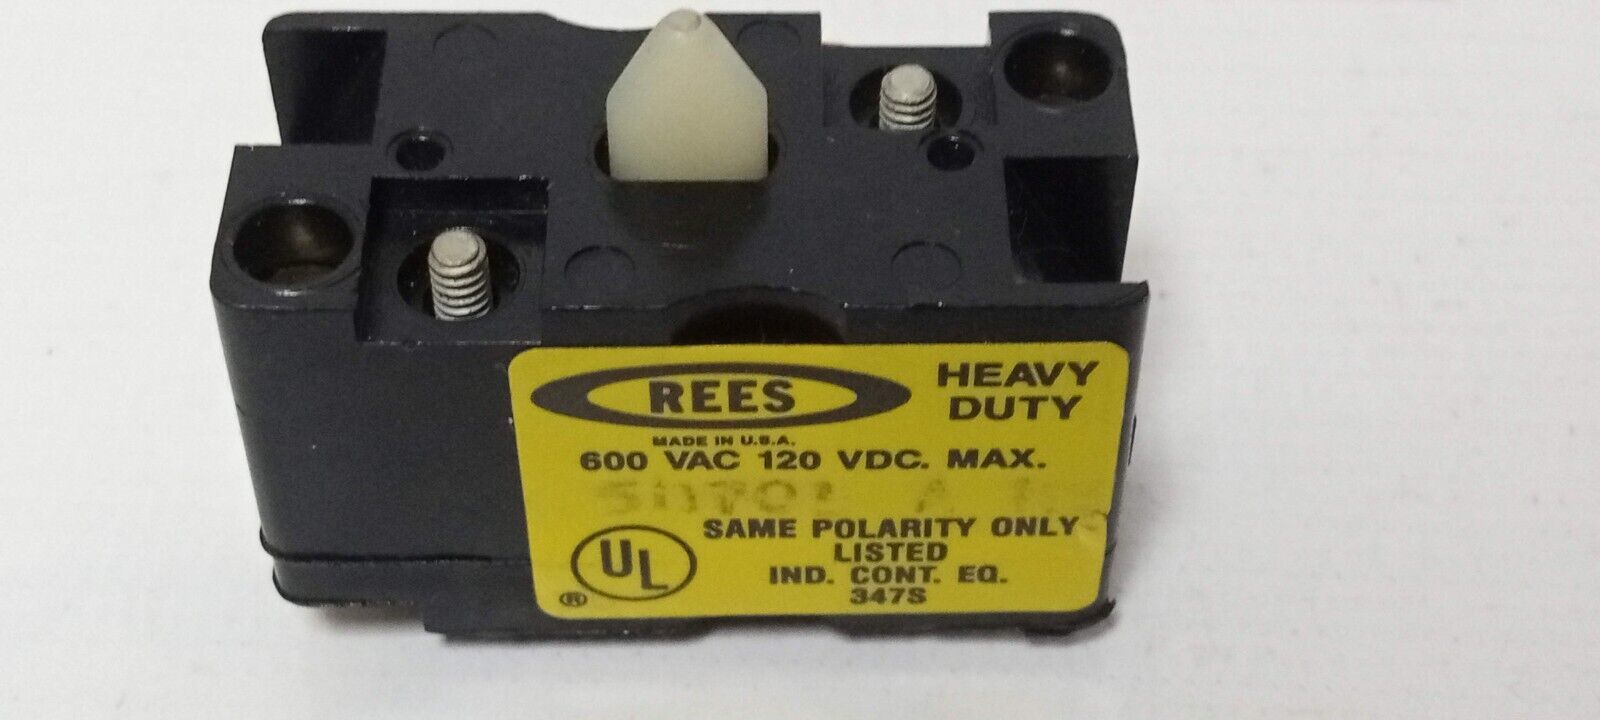 REES
HEAVY
DUTY
MADE IN U.S.A.
600 VAC 120 VDC. MAX.
SAME POLARITY ONLY
UL
LISTED
IND. CONT. EQ.
347S
®